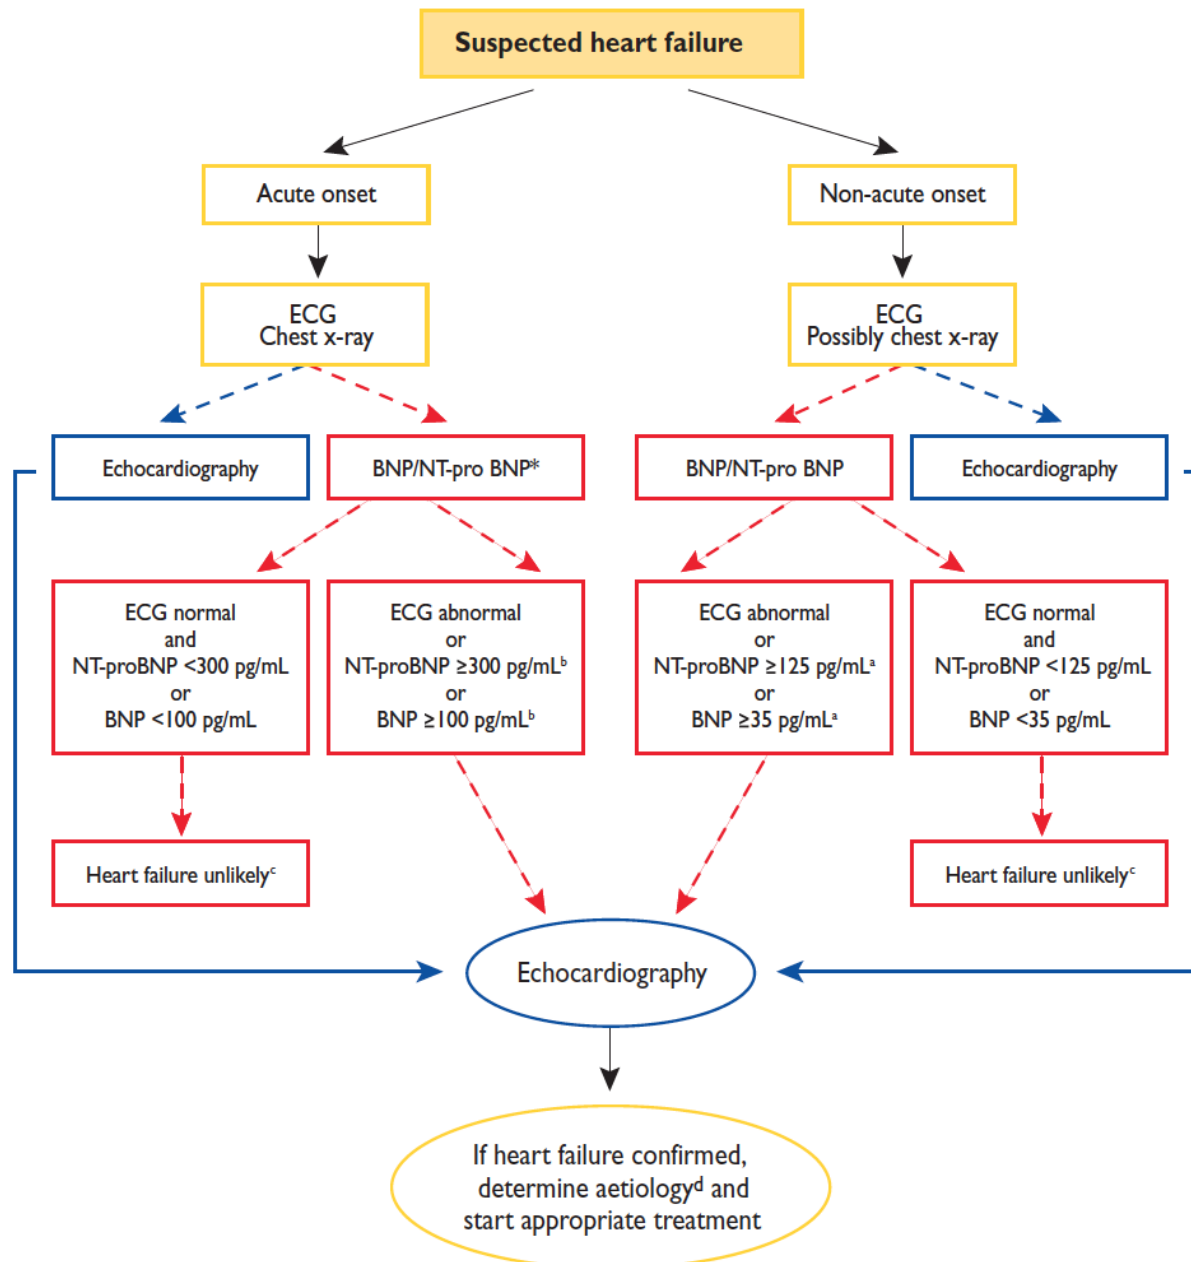 Suspected heart failure
Acute onset
Non-acute onset
ECG
Chest x-ray
ECG
Possibly chest x-ray
Echocardiography
BNP/NT-pro BNP*
BNP/NT-pro BNP
Echocardiography
ECG normal
and
NT-proBNP <300 pg/mL
or
BNP <100 pg/mL
ECG abnormal
or
NT-proBNP ≥300 pg/mLᵇ
or
BNP ≥100 pg/mLᵇ
ECG abnormal
or
NT-proBNP ≥125 pg/mLᵃ
or
BNP ≥35 pg/mLᵃ
ECG normal
and
NT-proBNP <125 pg/mL
or
BNP <35 pg/mL
Heart failure unlikelyᶜ
Heart failure unlikelyᶜ
Echocardiography
If heart failure confirmed,
determine aetiologyᵈ and
start appropriate treatment